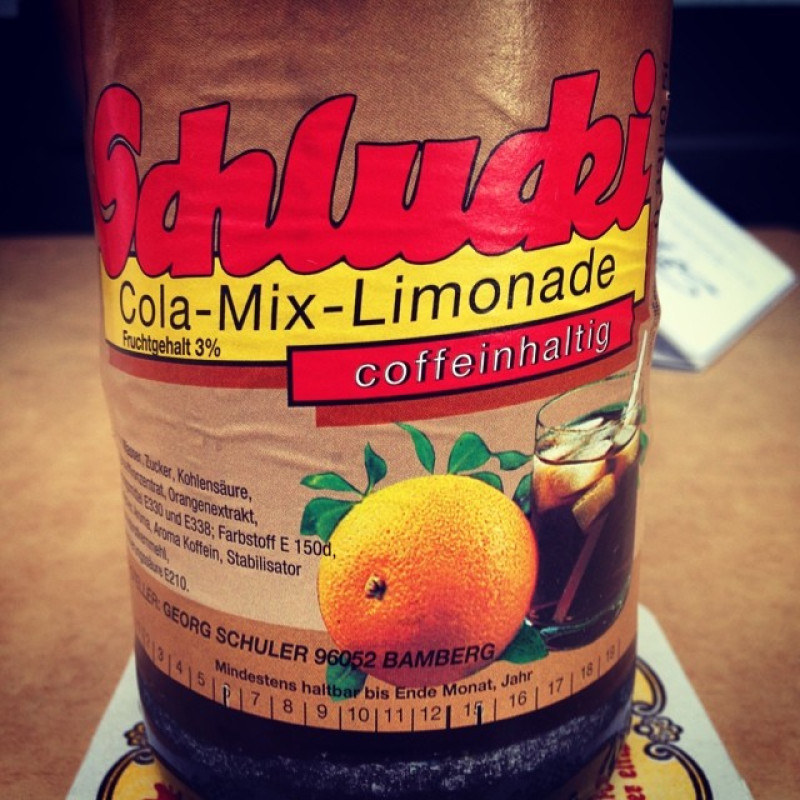 Schlucki
Cola-Mix-Limonade
Fruchtgehalt 3%
coffeinhaltig
Zucker, Kohlensäure,
Orangenextrakt,
E330 und E338; Farbstoff E 150d,
Aroma, Aroma Koffein, Stabilisator
E210.
GEORG SCHULER 96052 BAMBERG
Mindestens haltbar bis Ende Monat, Jahr
3 4 5 6 7 8 9 10 11 12 15 16 17 18 19